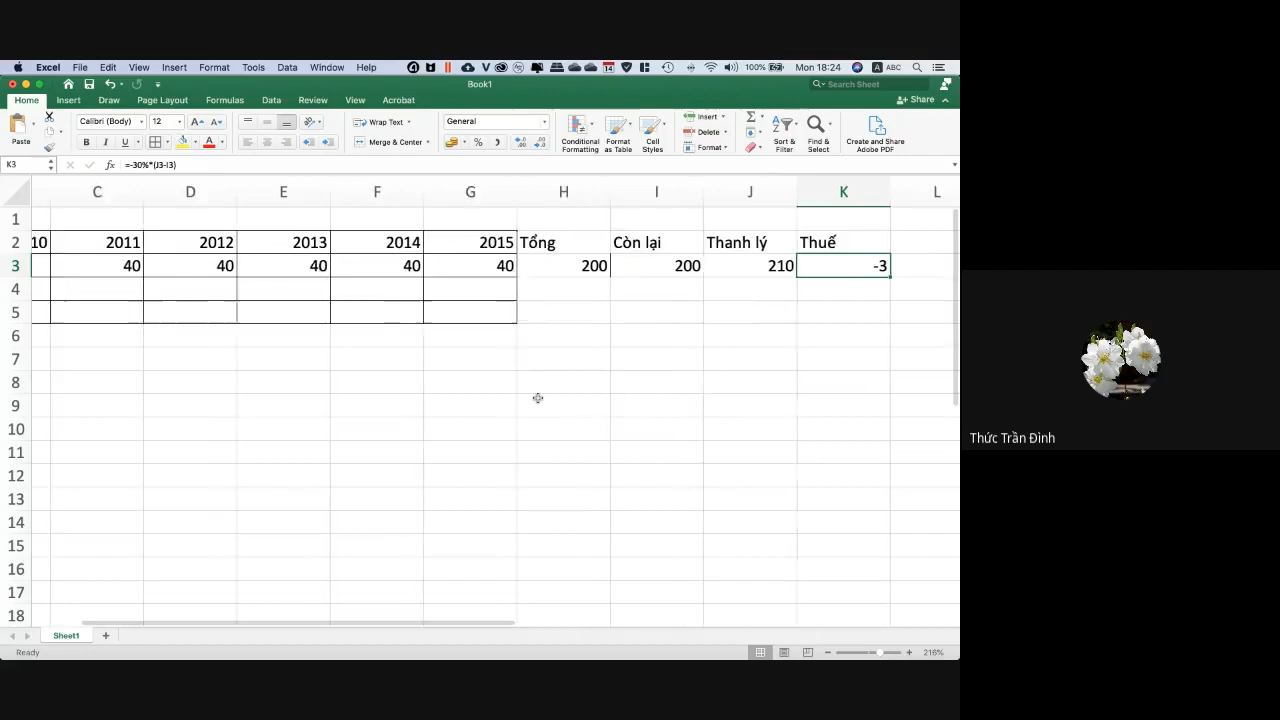 Excel File Edit View Insert Format Tools Data Window Help 100% Mon 18:24 A ABC
Book1 Search Sheet
Home Insert Draw Page Layout Formulas Data Review View Acrobat Share
Paste Calibri (Body) 12 Wrap Text General Conditional Formatting Format as Table Cell Styles Insert Sort & Filter Find & Select Create and Share Adobe PDF
Delete
B I U Merge & Center % Format
K3 fx =-30%*(J3-I3)
C D E F G H I J K L
1
2 10 2011 2012 2013 2014 2015 Tổng Còn lại Thanh lý Thuế
3 40 40 40 40 40 200 200 210 -3
4
5
6
7
8
9
10
11
12
13
14
15
16
17
18
Sheet1 +
Ready 216%
Thức Trần Đình